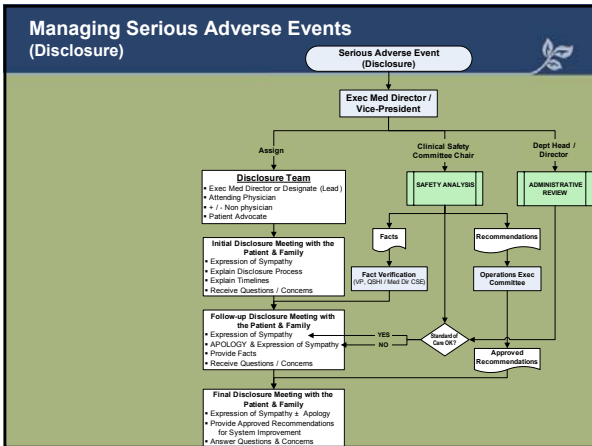 Managing Serious Adverse Events
(Disclosure)
Serious Adverse Event
(Disclosure)
Exec Med Director /
Vice-President
Assign
Clinical Safety
Committee Chair
Dept Head /
Director
Disclosure Team
▪ Exec Med Director or Designate (Lead)
▪ Attending Physician
▪ + / - Non physician
▪ Patient Advocate
SAFETY ANALYSIS
ADMINISTRATIVE
REVIEW
Facts
Recommendations
Initial Disclosure Meeting with the
Patient & Family
▪ Expression of Sympathy
▪ Explain Disclosure Process
▪ Explain Timelines
▪ Receive Questions / Concerns
Fact Verification
(VP, QSHI / Med Dir CSE)
Operations Exec
Committee
Follow-up Disclosure Meeting with
the Patient & Family
▪ Expression of Sympathy
▪ APOLOGY & Expression of Sympathy
▪ Provide Facts
▪ Receive Questions / Concerns
YES
NO
Standard of
Care OK?
Approved
Recommendations
Final Disclosure Meeting with the
Patient & Family
▪ Expression of Sympathy ± Apology
▪ Provide Approved Recommendations
for System Improvement
▪ Answer Questions & Concerns